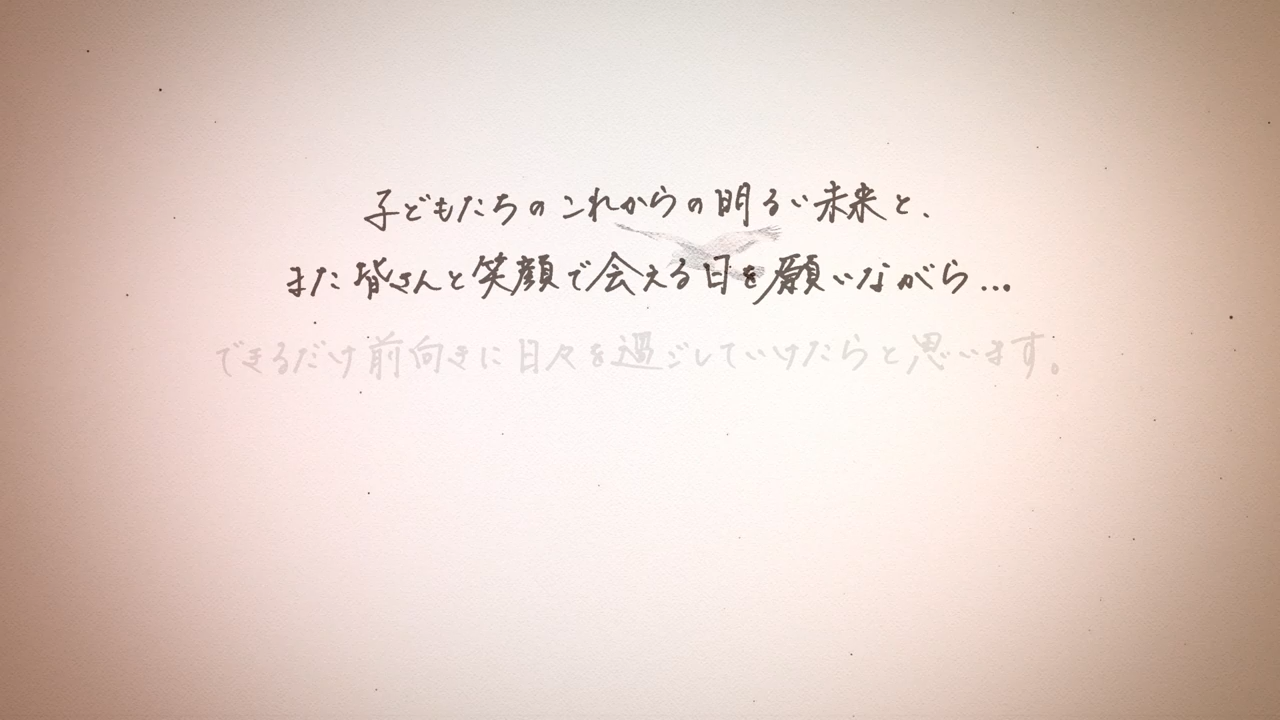 子どもたちのこれからの明るい未来と、
また皆さんと笑顔で会える日を願いながら...
できるだけ前向きに日々を過ごしていけたらと思います。